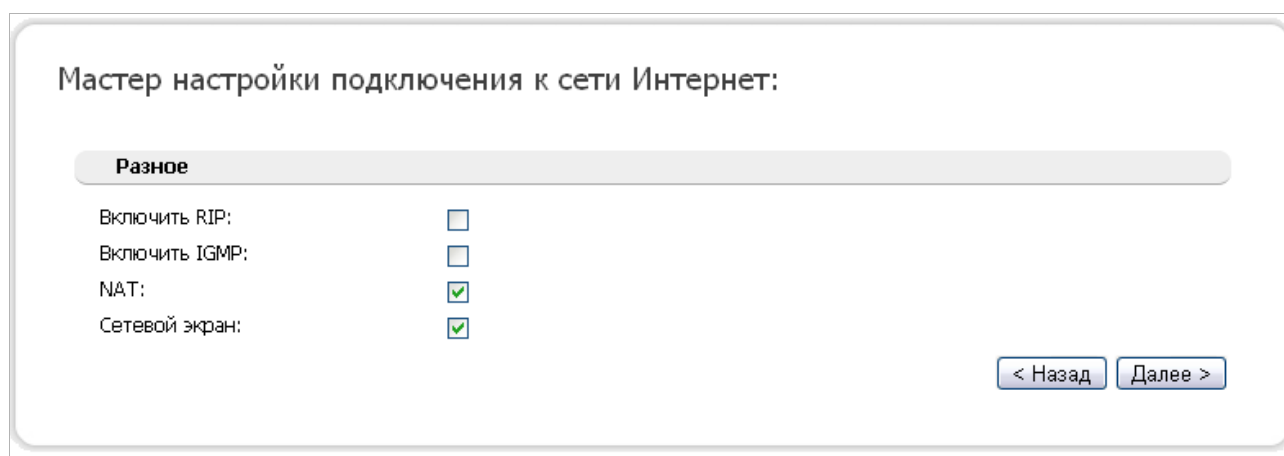 Мастер настройки подключения к сети Интернет:
Разное
Включить RIP:
Включить IGMP:
NAT:
Сетевой экран:
< Назад Далее >